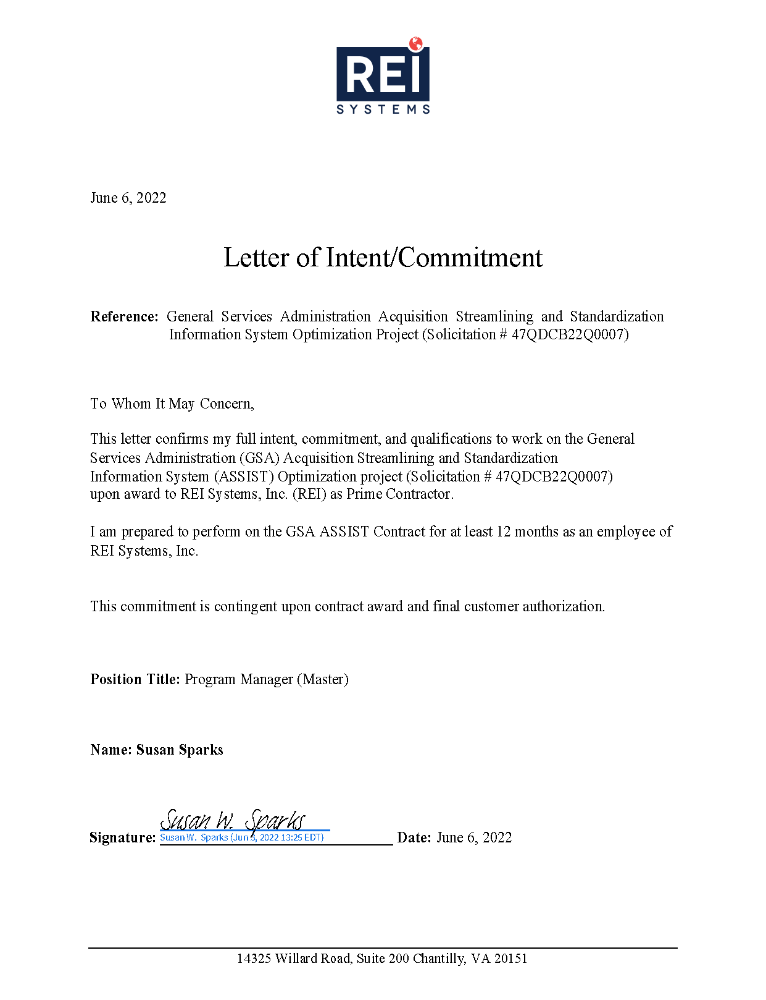 REI
SYSTEMS
June 6, 2022
Letter of Intent/Commitment
Reference: General Services Administration Acquisition Streamlining and Standardization
Information System Optimization Project (Solicitation # 47QDCB22Q0007)
To Whom It May Concern,
This letter confirms my full intent, commitment, and qualifications to work on the General
Services Administration (GSA) Acquisition Streamlining and Standardization
Information System (ASSIST) Optimization project (Solicitation # 47QDCB22Q0007)
upon award to REI Systems, Inc. (REI) as Prime Contractor.
I am prepared to perform on the GSA ASSIST Contract for at least 12 months as an employee of
REI Systems, Inc.
This commitment is contingent upon contract award and final customer authorization.
Position Title: Program Manager (Master)
Name: Susan Sparks
Susan W. Sparks
Signature: Susan W. Sparks (Jun 3, 2022 13:25 EDT) Date: June 6, 2022
14325 Willard Road, Suite 200 Chantilly, VA 20151